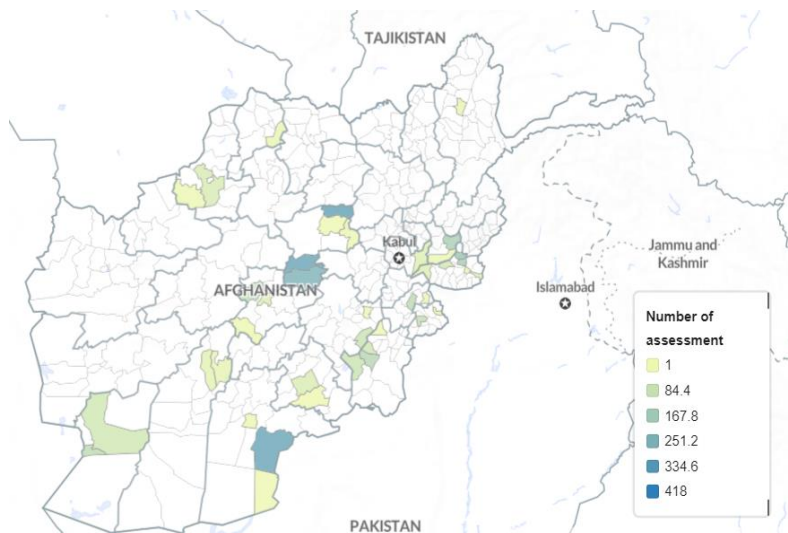 TAJIKISTAN
Kabul
Jammu and
Kashmir
AFGHANISTAN
Islamabad
Number of
assessment
1
84.4
167.8
251.2
334.6
418
PAKISTAN